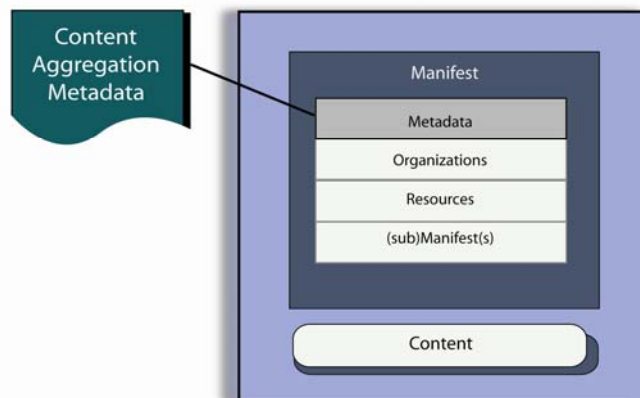 Content
Aggregation
Metadata
Manifest
Metadata
Organizations
Resources
(sub)Manifest(s)
Content